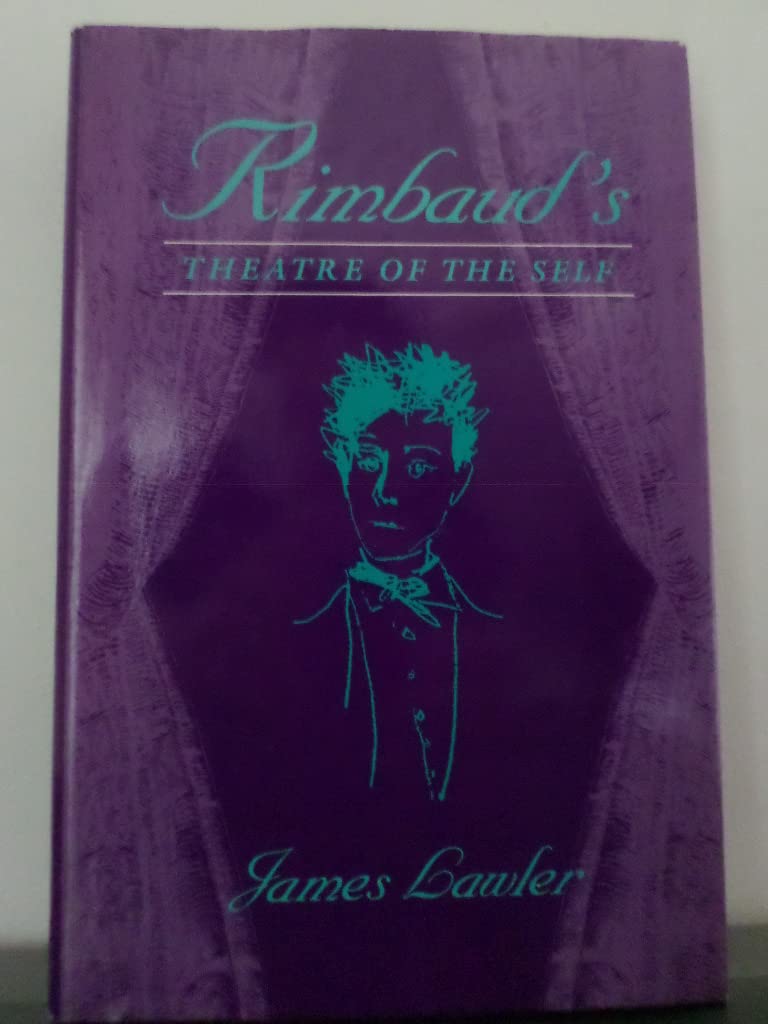 Rimbaud's
THEATRE OF THE SELF
James Lawler